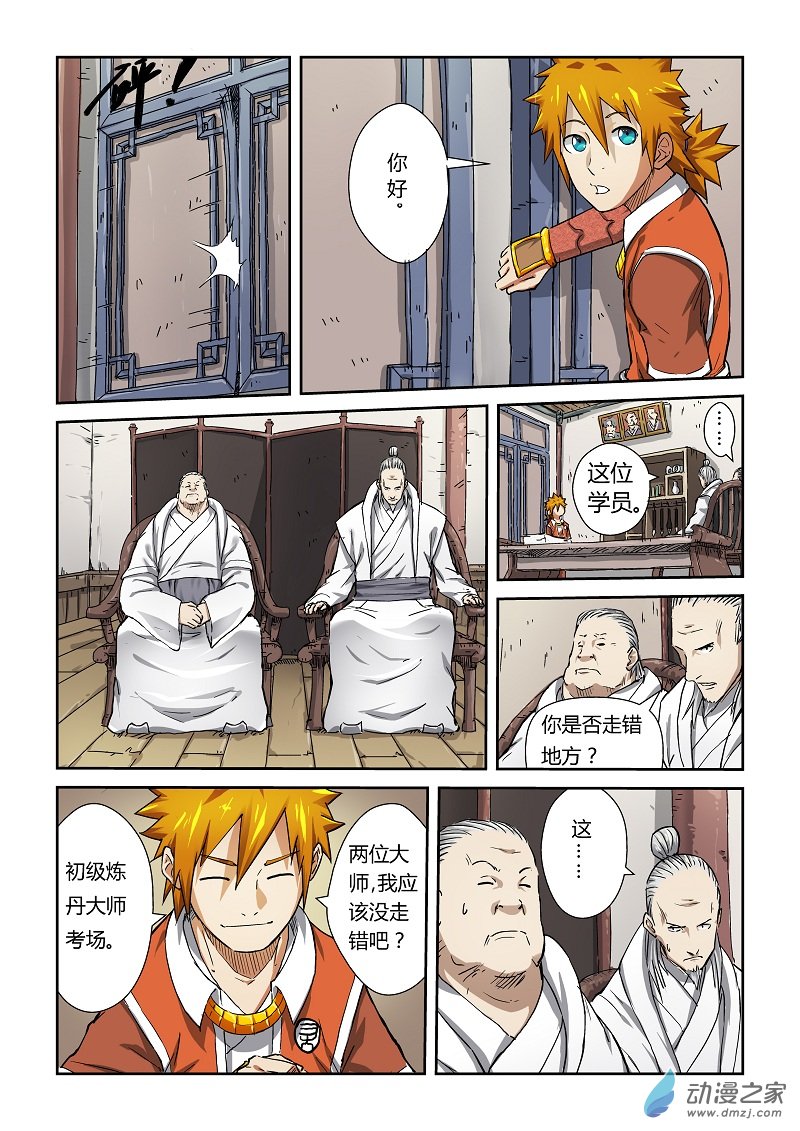 砰！
你
好。
……
这位
学员。
你是否走错
地方？
两位大
师，我应
该没走
错吧？
初级炼
丹大师
考场。
这
……
动漫之家
www.dmzj.com